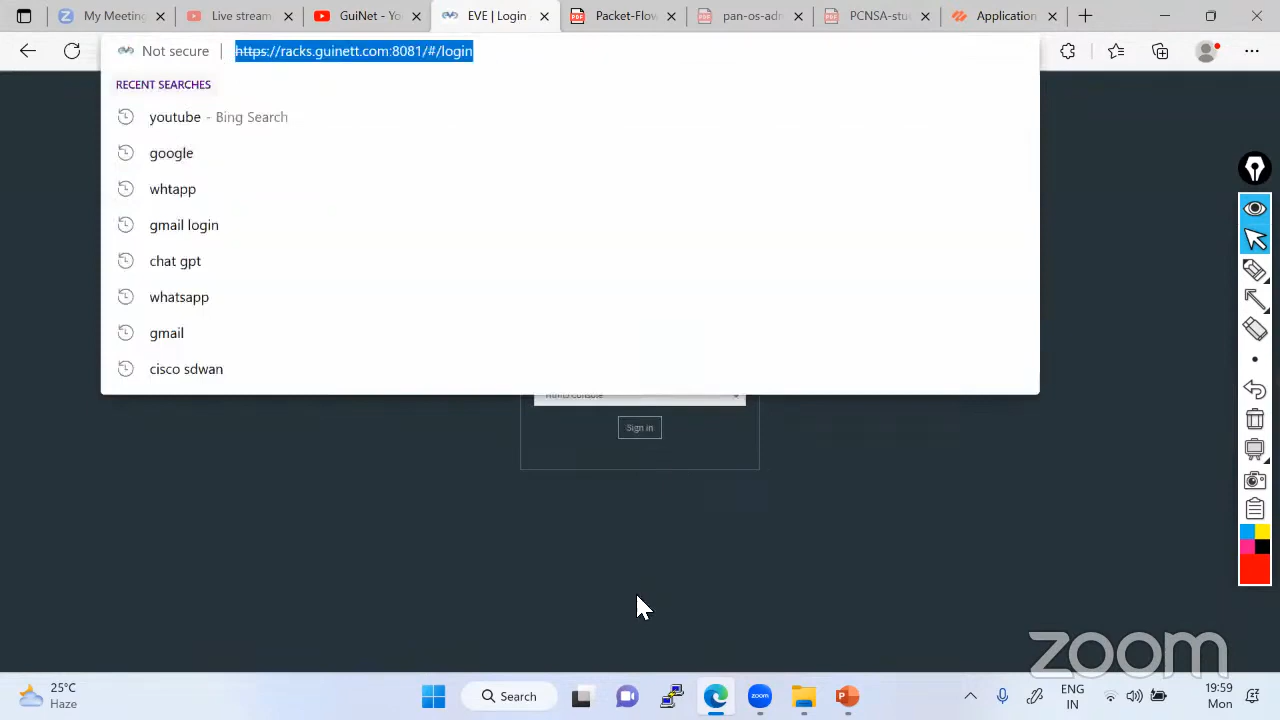 My Meeting
Live stream
GuiNet - Yo
EVE | Login
Packet-Flow
pan-os-adr
PCNSA-stu
Application
Not secure
https://racks.guinett.com:8081/#/login
RECENT SEARCHES
youtube - Bing Search
google
whtapp
gmail login
chat gpt
whatsapp
gmail
cisco sdwan
Sign in
zoom
25°C
Haze
Search
zoom
ENG
IN
19:59
Mon